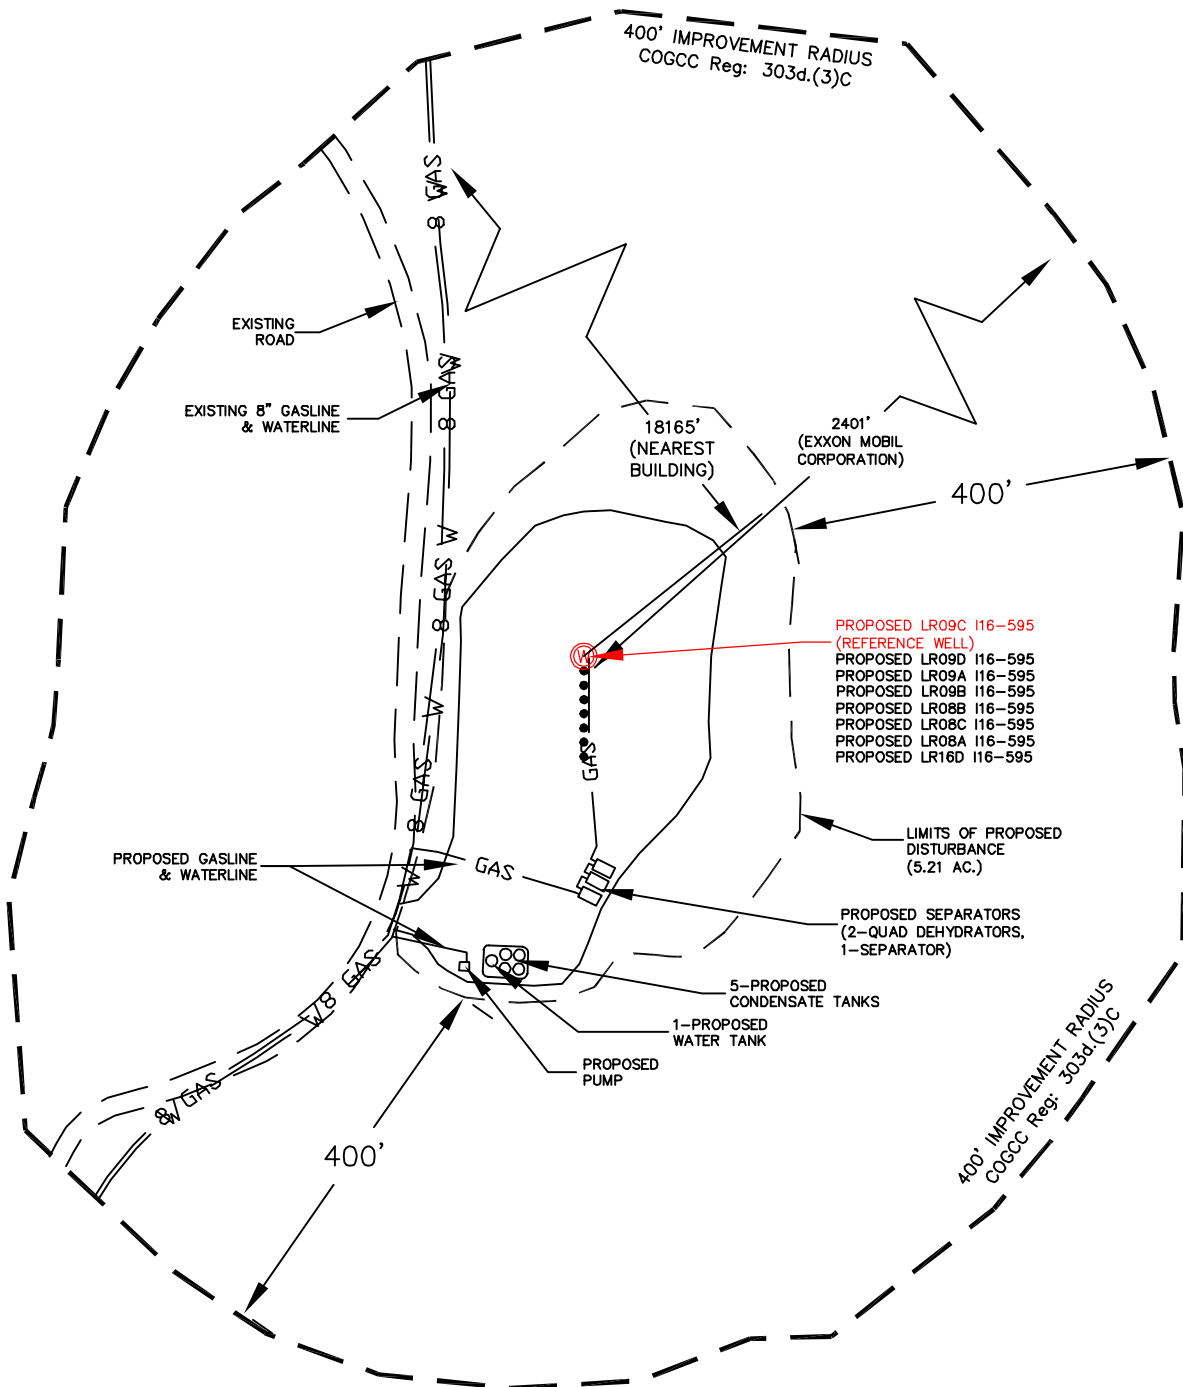 400' IMPROVEMENT RADIUS
COGCC Reg: 303d.(3)C
8 GAS
W
EXISTING
ROAD
EXISTING 8" GASLINE
& WATERLINE
8 GAS
W
18165'
(NEAREST
BUILDING)
2401'
(EXXON MOBIL
CORPORATION)
400'
8 GAS
W
W
PROPOSED LR09C I16-595
(REFERENCE WELL)
PROPOSED LR09D I16-595
PROPOSED LR09A I16-595
PROPOSED LR09B I16-595
PROPOSED LR08B I16-595
PROPOSED LR08C I16-595
PROPOSED LR08A I16-595
PROPOSED LR16D I16-595
W
GAS
8 GAS
LIMITS OF PROPOSED
DISTURBANCE
(5.21 AC.)
PROPOSED GASLINE
& WATERLINE
GAS
W
PROPOSED SEPARATORS
(2-QUAD DEHYDRATORS,
1-SEPARATOR)
8 GAS
W
5-PROPOSED
CONDENSATE TANKS
1-PROPOSED
WATER TANK
PROPOSED
PUMP
8 GAS
W
400'
400' IMPROVEMENT RADIUS
COGCC Reg: 303d.(3)C